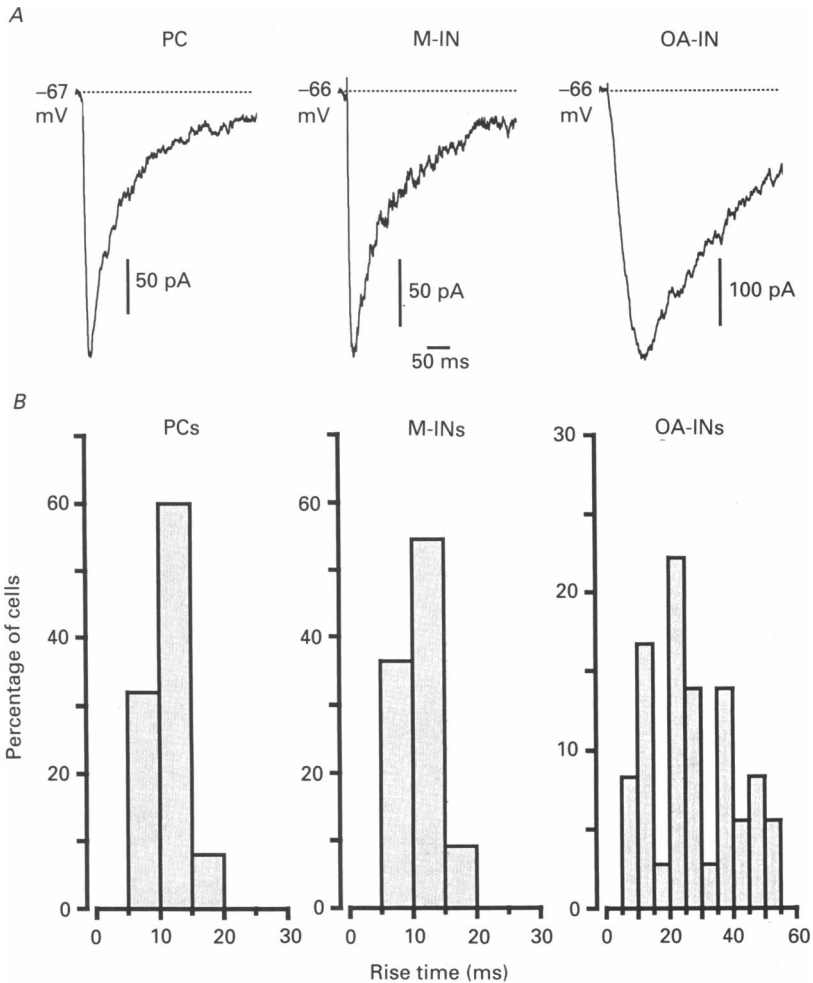 A
PC
M-IN
OA-IN
−67
mV
−66
mV
−66
mV
50 pA
50 pA
100 pA
50 ms
B
PCs
M-INs
OA-INs
Percentage of cells
60
40
20
0
60
40
20
0
30
20
10
0
0 10 20 30
0 10 20 30
0 20 40 60
Rise time (ms)